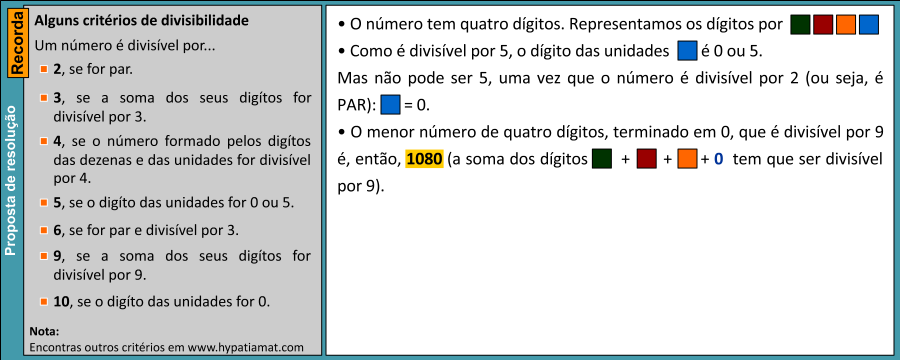 Recorda
Proposta de resolução
Alguns critérios de divisibilidade
Um número é divisível por...
2, se for par.
3, se a soma dos seus digítos for
divisível por 3.
4, se o número formado pelos digítos
das dezenas e das unidades for divisível
por 4.
5, se o digíto das unidades for 0 ou 5.
6, se for par e divisível por 3.
9, se a soma dos seus digítos for
divisível por 9.
10, se o digíto das unidades for 0.
Nota:
Encontras outros critérios em www.hypatiamat.com
• O número tem quatro dígitos. Representamos os dígitos por
• Como é divisível por 5, o dígito das unidades é 0 ou 5.
Mas não pode ser 5, uma vez que o número é divisível por 2 (ou seja, é
PAR): = 0.
• O menor número de quatro dígitos, terminado em 0, que é divisível por 9
é, então, 1080 (a soma dos dígitos + + + 0 tem que ser divisível
por 9).